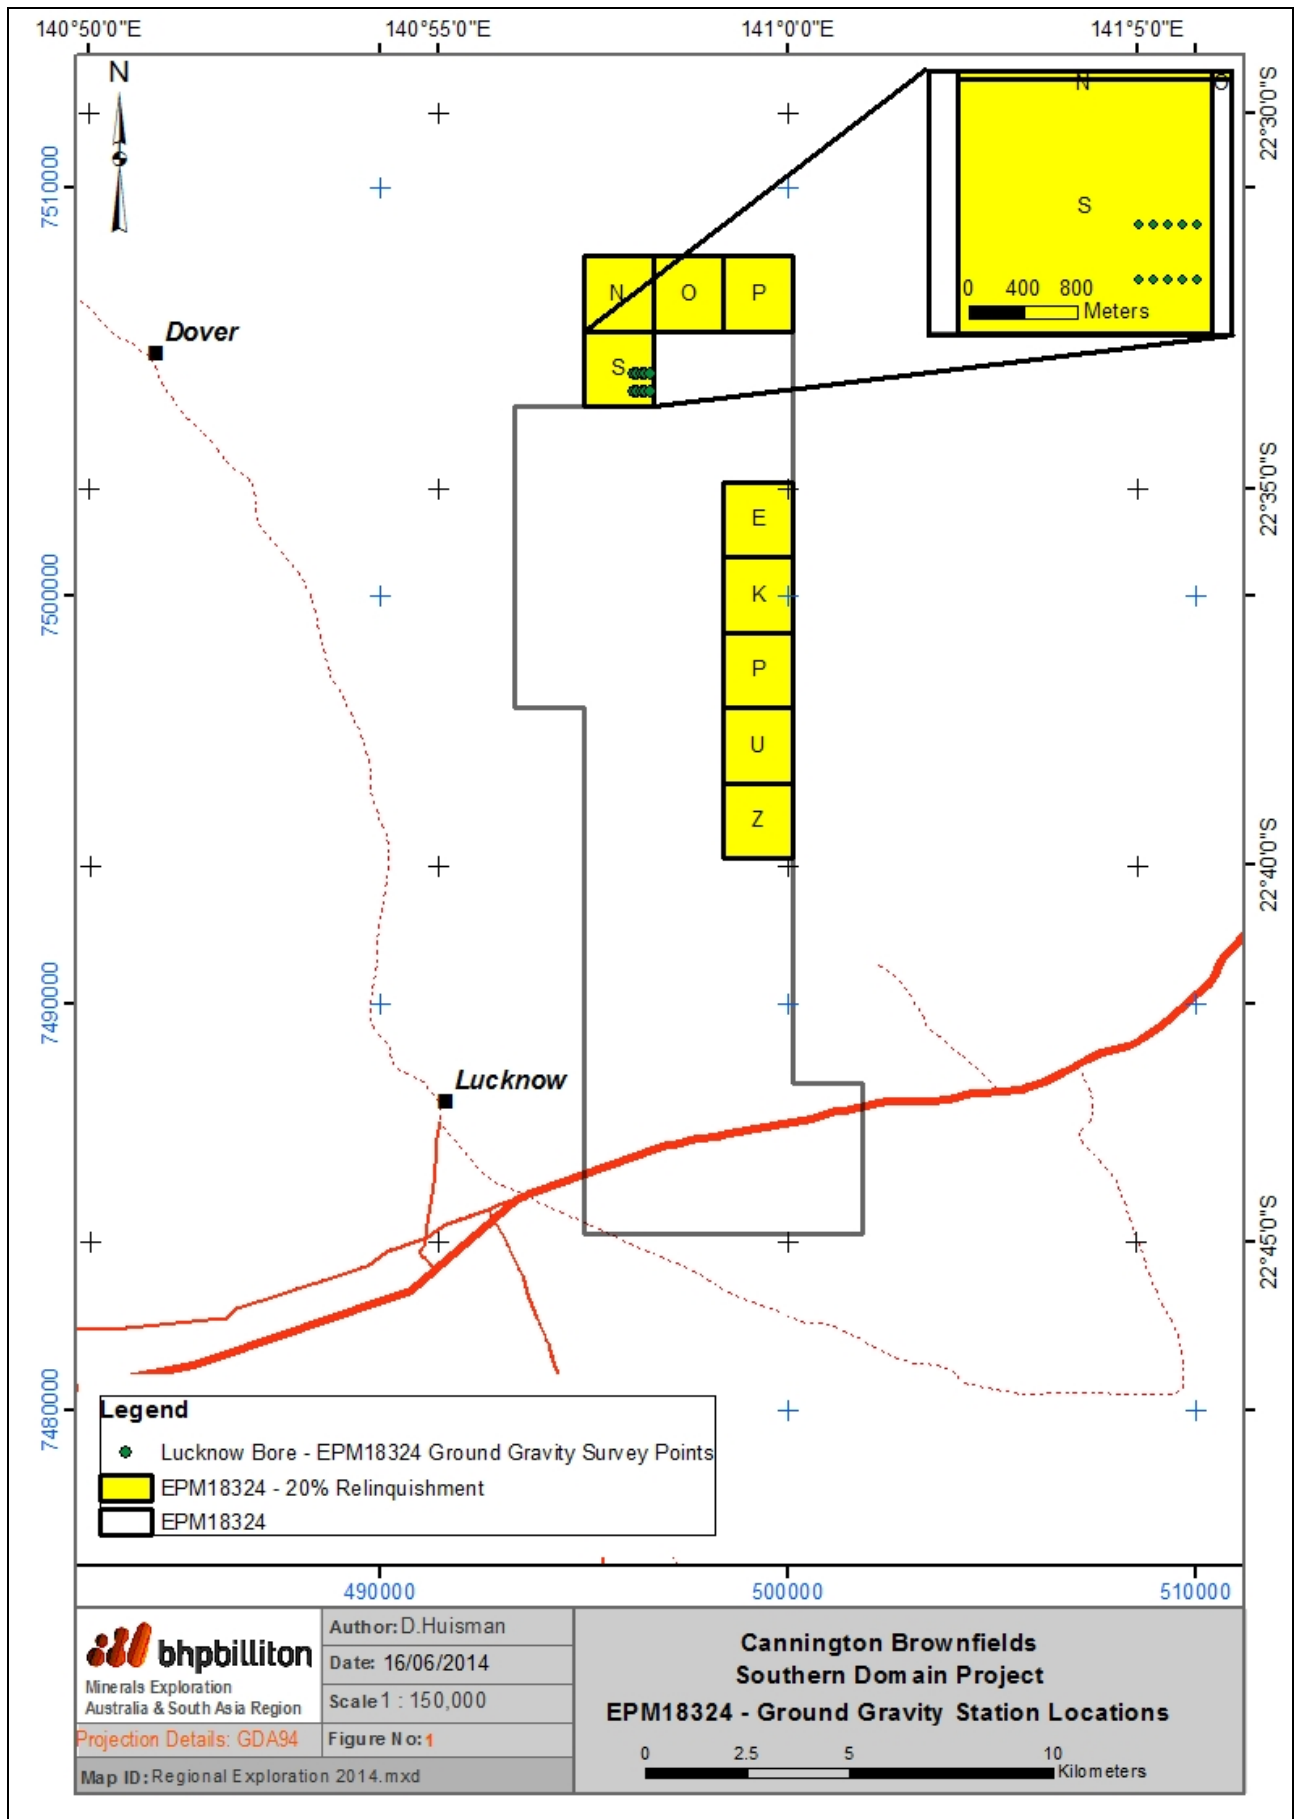 140°50'0"E
140°55'0"E
141°0'0"E
141°5'0"E
N
22°30'0"S
7510000
N
O
S
0 400 800
Meters
N
O
P
S
Dover
22°35'0"S
E
7500000
K
P
U
Z
22°40'0"S
7490000
Lucknow
22°45'0"S
7480000
Legend
Lucknow Bore - EPM18324 Ground Gravity Survey Points
EPM18324 - 20% Relinquishment
EPM18324
490000
500000
510000
bhpbilliton
Minerals Exploration
Australia & South Asia Region
Projection Details: GDA94
Author: D.Huisman
Date: 16/06/2014
Scale 1 : 150,000
Figure No: 1
Map ID: Regional Exploration 2014.mxd
Cannington Brownfields
Southern Domain Project
EPM18324 - Ground Gravity Station Locations
0 2.5 5 10
Kilometers